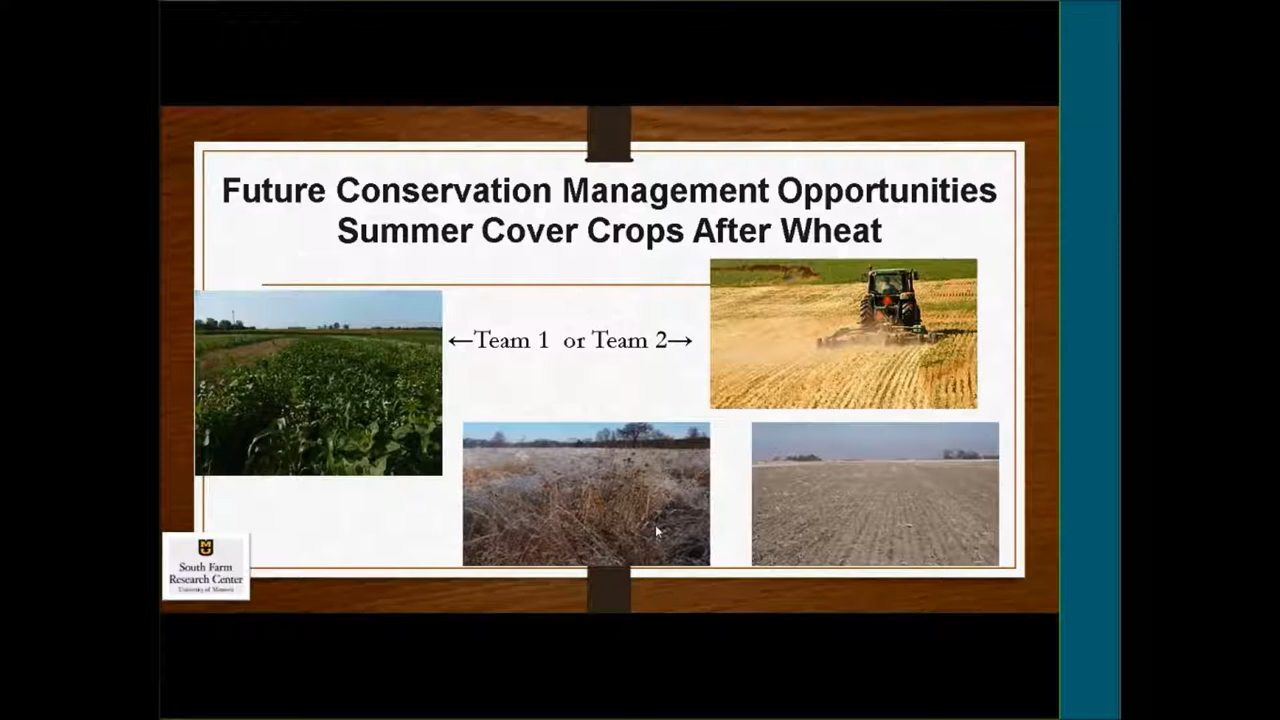 Future Conservation Management Opportunities
Summer Cover Crops After Wheat
←Team 1 or Team 2→
MU
South Farm
Research Center
University of Missouri